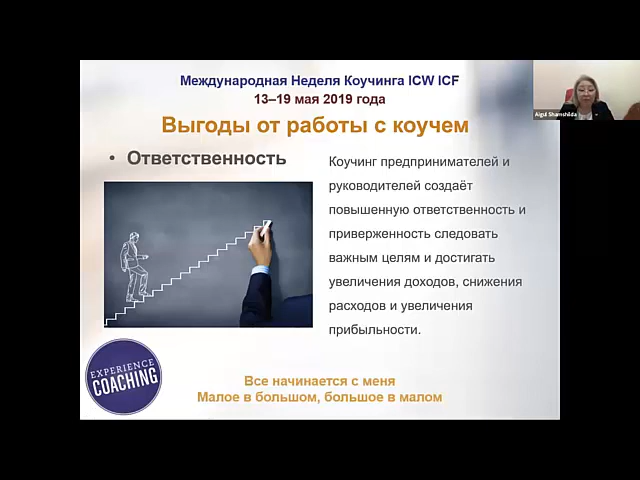 Международная Неделя Коучинга ICW ICF
13–19 мая 2019 года
Выгоды от работы с коучем
• Ответственность
Коучинг предпринимателей и
руководителей создаёт
повышенную ответственность и
приверженность следовать
важным целям и достигать
увеличения доходов, снижения
расходов и увеличения
прибыльности.
EXPERIENCE
COACHING
Все начинается с меня
Малое в большом, большое в малом
Aigul Shamshilda